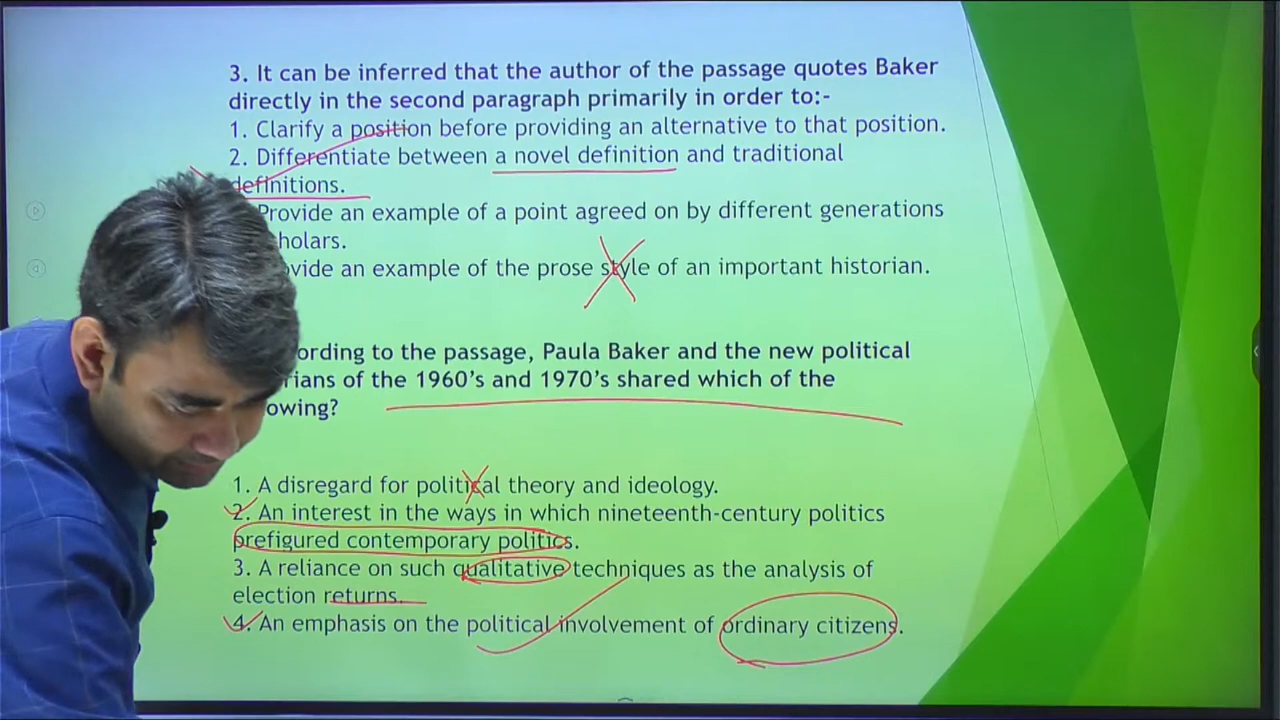 3. It can be inferred that the author of the passage quotes Baker
directly in the second paragraph primarily in order to:-
1. Clarify a position before providing an alternative to that position.
2. Differentiate between a novel definition and traditional
definitions.
Provide an example of a point agreed on by different generations
holars.
vide an example of the prose style of an important historian.
ording to the passage, Paula Baker and the new political
rians of the 1960's and 1970's shared which of the
owing?
1. A disregard for political theory and ideology.
2. An interest in the ways in which nineteenth-century politics
prefigured contemporary politics.
3. A reliance on such qualitative techniques as the analysis of
election returns.
4. An emphasis on the political involvement of ordinary citizens.